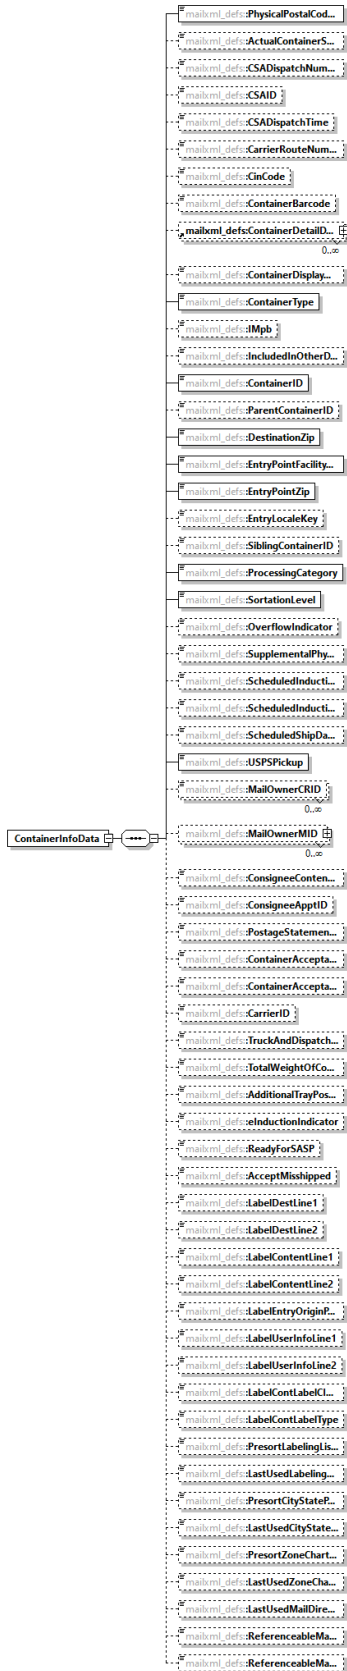 mailxml_defs:PhysicalPostalCod...
mailxml_defs:ActualContainerS...
mailxml_defs:CSADispatchNum...
mailxml_defs:CSAID
mailxml_defs:CSADispatchTime
mailxml_defs:CarrierRouteNum...
mailxml_defs:CinCode
mailxml_defs:ContainerBarcode
mailxml_defs:ContainerDetailD...
0..∞
mailxml_defs:ContainerDisplay...
mailxml_defs:ContainerType
mailxml_defs:IMpb
mailxml_defs:IncludedInOtherD...
mailxml_defs:ContainerID
mailxml_defs:ParentContainerID
mailxml_defs:DestinationZip
mailxml_defs:EntryPointFacility...
mailxml_defs:EntryPointZip
mailxml_defs:EntryLocaleKey
mailxml_defs:SiblingContainerID
mailxml_defs:ProcessingCategory
mailxml_defs:SortationLevel
mailxml_defs:OverflowIndicator
mailxml_defs:SupplementalPhy...
mailxml_defs:ScheduledInducti...
mailxml_defs:ScheduledInducti...
mailxml_defs:ScheduledShipDa...
mailxml_defs:USPSPickup
mailxml_defs:MailOwnerCRID
0..∞
ContainerInfoData
mailxml_defs:MailOwnerMID
0..∞
mailxml_defs:ConsigneeConten...
mailxml_defs:ConsigneeApptID
mailxml_defs:PostageStatemen...
mailxml_defs:ContainerAccepta...
mailxml_defs:ContainerAccepta...
mailxml_defs:CarrierID
mailxml_defs:TruckAndDispatch...
mailxml_defs:TotalWeightOfCo...
mailxml_defs:AdditionalTrayPos...
mailxml_defs:eInductionIndicator
mailxml_defs:ReadyForSASP
mailxml_defs:AcceptMisshipped
mailxml_defs:LabelDestLine1
mailxml_defs:LabelDestLine2
mailxml_defs:LabelContentLine1
mailxml_defs:LabelContentLine2
mailxml_defs:LabelEntryOriginP...
mailxml_defs:LabelUserInfoLine1
mailxml_defs:LabelUserInfoLine2
mailxml_defs:LabelContLabelCl...
mailxml_defs:LabelContLabelType
mailxml_defs:PresortLabelingLis...
mailxml_defs:LastUsedLabeling...
mailxml_defs:PresortCityStateP...
mailxml_defs:LastUsedCityState...
mailxml_defs:PresortZoneChart...
mailxml_defs:LastUsedZoneCha...
mailxml_defs:LastUsedMailDire...
mailxml_defs:ReferenceableMa...
mailxml_defs:ReferenceableMa...